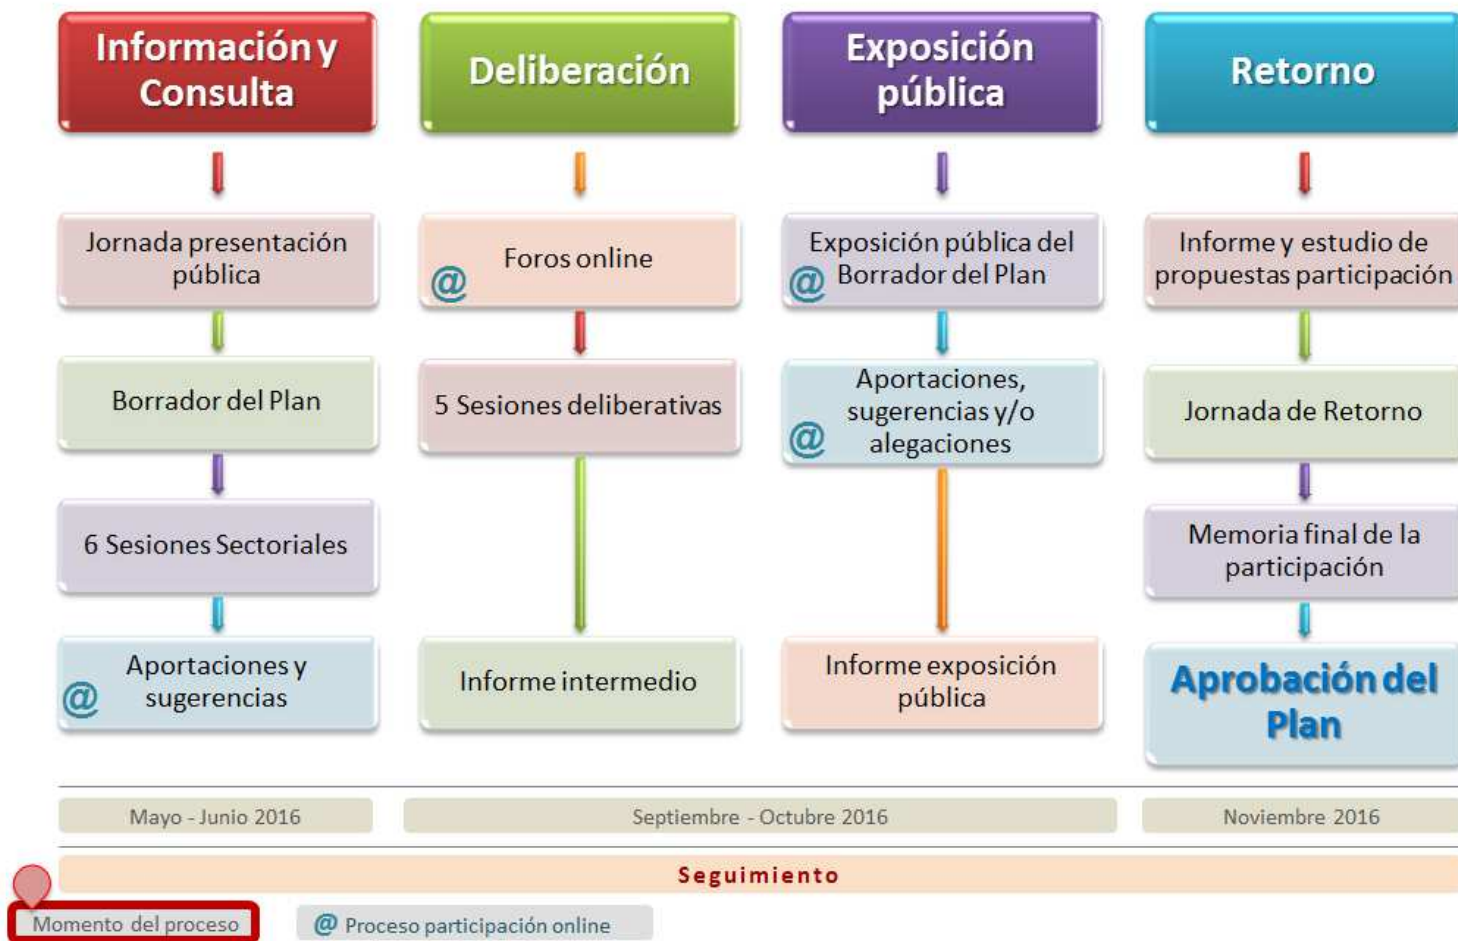 Información y
Consulta
Jornada presentación
pública
Borrador del Plan
6 Sesiones Sectoriales
@ Aportaciones y
sugerencias
Deliberación
@ Foros online
5 Sesiones deliberativas
Informe intermedio
Exposición
pública
Exposición pública del
@ Borrador del Plan
Aportaciones,
sugerencias y/o
@ alegaciones
Informe exposición
pública
Retorno
Informe y estudio de
propuestas participación
Jornada de Retorno
Memoria final de la
participación
Aprobación del
Plan
Mayo - Junio 2016
Septiembre - Octubre 2016
Noviembre 2016
Seguimiento
Momento del proceso
@ Proceso participación online